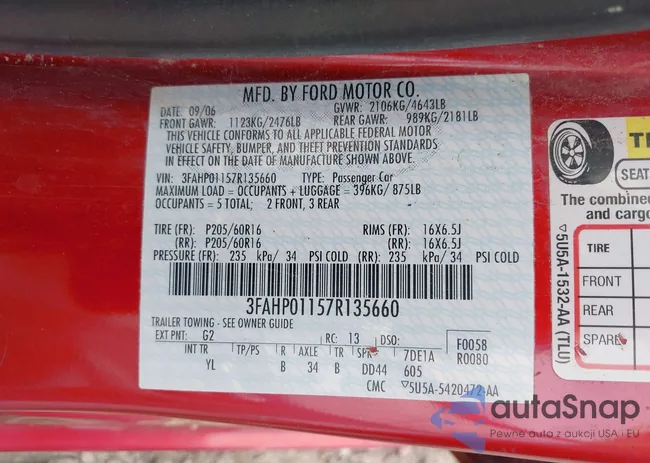 MFD. BY FORD MOTOR CO.
DATE: 09/06 GVWR: 2106KG/4643LB
FRONT GAWR: 1123KG/2476LB REAR GAWR: 989KG/2181LB
THIS VEHICLE CONFORMS TO ALL APPLICABLE FEDERAL MOTOR
VEHICLE SAFETY, BUMPER, AND THEFT PREVENTION STANDARDS
IN EFFECT ON THE DATE OF MANUFACTURE SHOWN ABOVE.
VIN: 3FAHP01157R135660 TYPE: Passenger Car
MAXIMUM LOAD = OCCUPANTS + LUGGAGE = 396KG/ 875LB
OCCUPANTS = 5 TOTAL; 2 FRONT, 3 REAR
TIRE (FR): P205/60R16 RIMS (FR): 16X6.5J
(RR): P205/60R16 (RR): 16X6.5J
PRESSURE (FR): 235 kPa/ 34 PSI COLD (RR): 235 kPa/ 34 PSI COLD
3FAHP01157R135660
TRAILER TOWING - SEE OWNER GUIDE
EXT PNT: G2 RC: 13 DSO: F0058
INT TR TP/PS R AXLE TR SPR 7DE1A R0080
YL B 34 B DD44 605
CMC ▽5U5A-5420472-AA
SEAT
The combined
and cargo
TIRE
FRONT
REAR
SPARE
▽5U5A-1532-AA (TLU)
autoSnap
Pewne auto z aukcji USA i EU